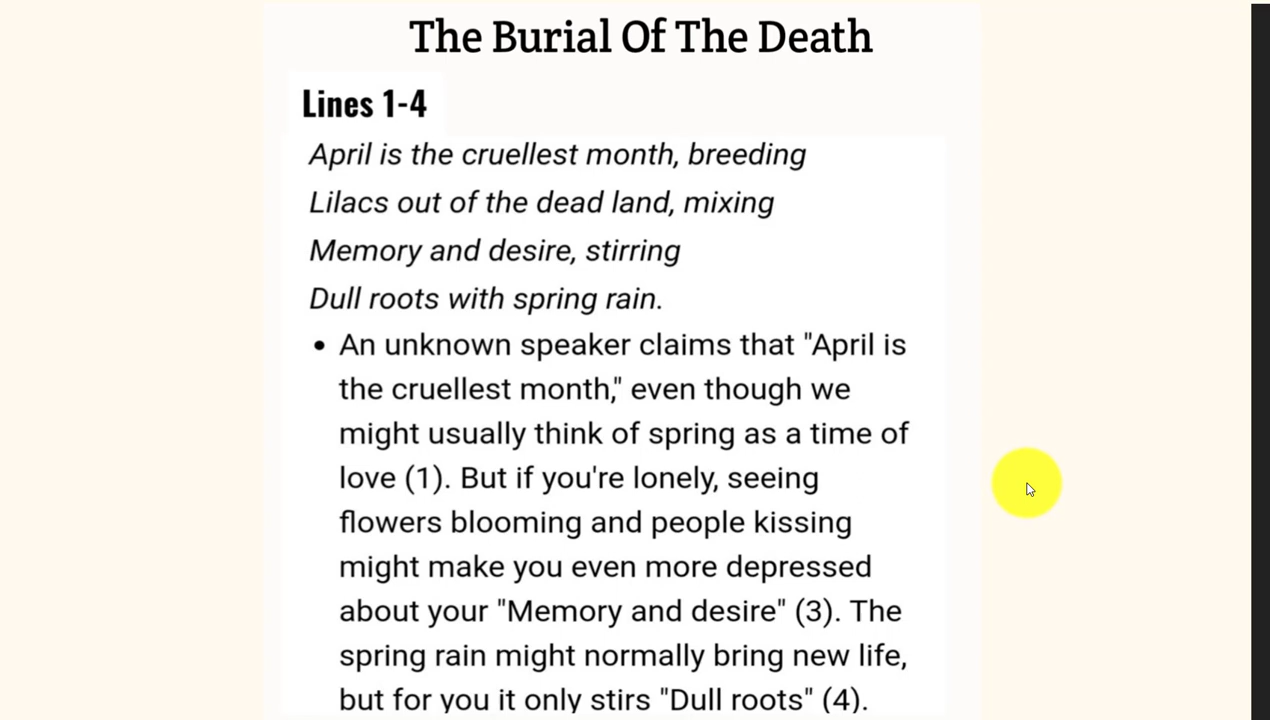 The Burial Of The Death
Lines 1-4
April is the cruellest month, breeding
Lilacs out of the dead land, mixing
Memory and desire, stirring
Dull roots with spring rain.
• An unknown speaker claims that "April is
the cruellest month," even though we
might usually think of spring as a time of
love (1). But if you're lonely, seeing
flowers blooming and people kissing
might make you even more depressed
about your "Memory and desire" (3). The
spring rain might normally bring new life,
but for you it only stirs "Dull roots" (4).